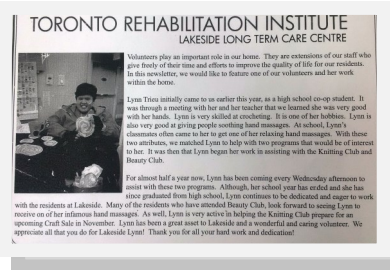 TORONTO REHABILITATION INSTITUTE
LAKESIDE LONG TERM CARE CENTRE
Volunteers play an important role in our home. They are extensions of our staff who
give freely of their time and efforts to improve the quality of life for our residents.
In this newsletter, we would like to feature one of our volunteers and her work
within the home.
Lynn Trieu initially came to us earlier this year, as a high school co-op student. It
was through a meeting with her and her teacher that we learned she was very good
with her hands. Lynn is very skilled at crocheting. It is one of her hobbies. Lynn is
also very good at giving people soothing hand massages. At school, Lynn's
classmates often come to her to get one of her relaxing hand massages. With these
two attributes, we matched Lynn to help with two programs that would be of interest
to her. It was then that Lynn began her work in assisting with the Knitting Club and
Beauty Club.
For almost half a year now, Lynn has been coming every Wednesday afternoon to
assist with these two programs. Although, her school year has ended and she has
since graduated from high school, Lynn continues to be dedicated and eager to work
with the residents at Lakeside. Many of the residents who have attended Beauty Club, look forward to seeing Lynn to
receive on of her infamous hand massages. As well, Lynn is very active in helping the Knitting Club prepare for an
upcoming Craft Sale in November. Lynn has been a great asset to Lakeside and a wonderful and caring volunteer. We
appreciate all that you do for Lakeside Lynn! Thank you for all your hard work and dedication!